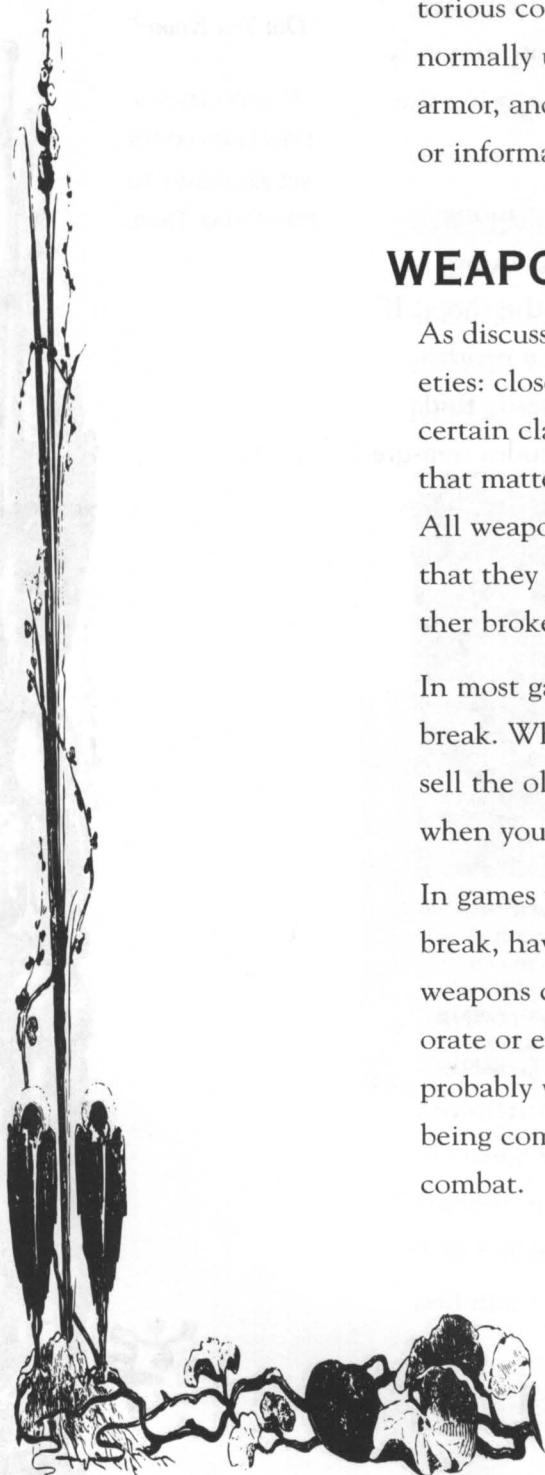 torious co
normally u
armor, and
or informa
WEAPO
As discuss
eties: close
certain cla
that matte
All weapo
that they
ther broke
In most ga
break. Wh
sell the ol
when you
In games
break, hav
weapons c
orate or e
probably v
being com
combat.